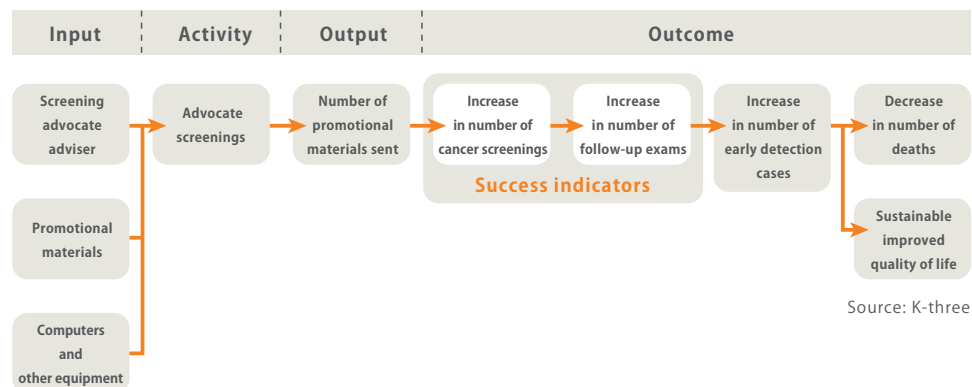 Input
Activity
Output
Outcome
Screening
advocate
adviser
Advocate
screenings
Number of
promotional
materials sent
Increase
in number of
cancer screenings
Increase
in number of
follow-up exams
Success indicators
Increase
in number of
early detection
cases
Decrease
in number of
deaths
Promotional
materials
Sustainable
improved
quality of life
Computers
and
other equipment
Source: K-three